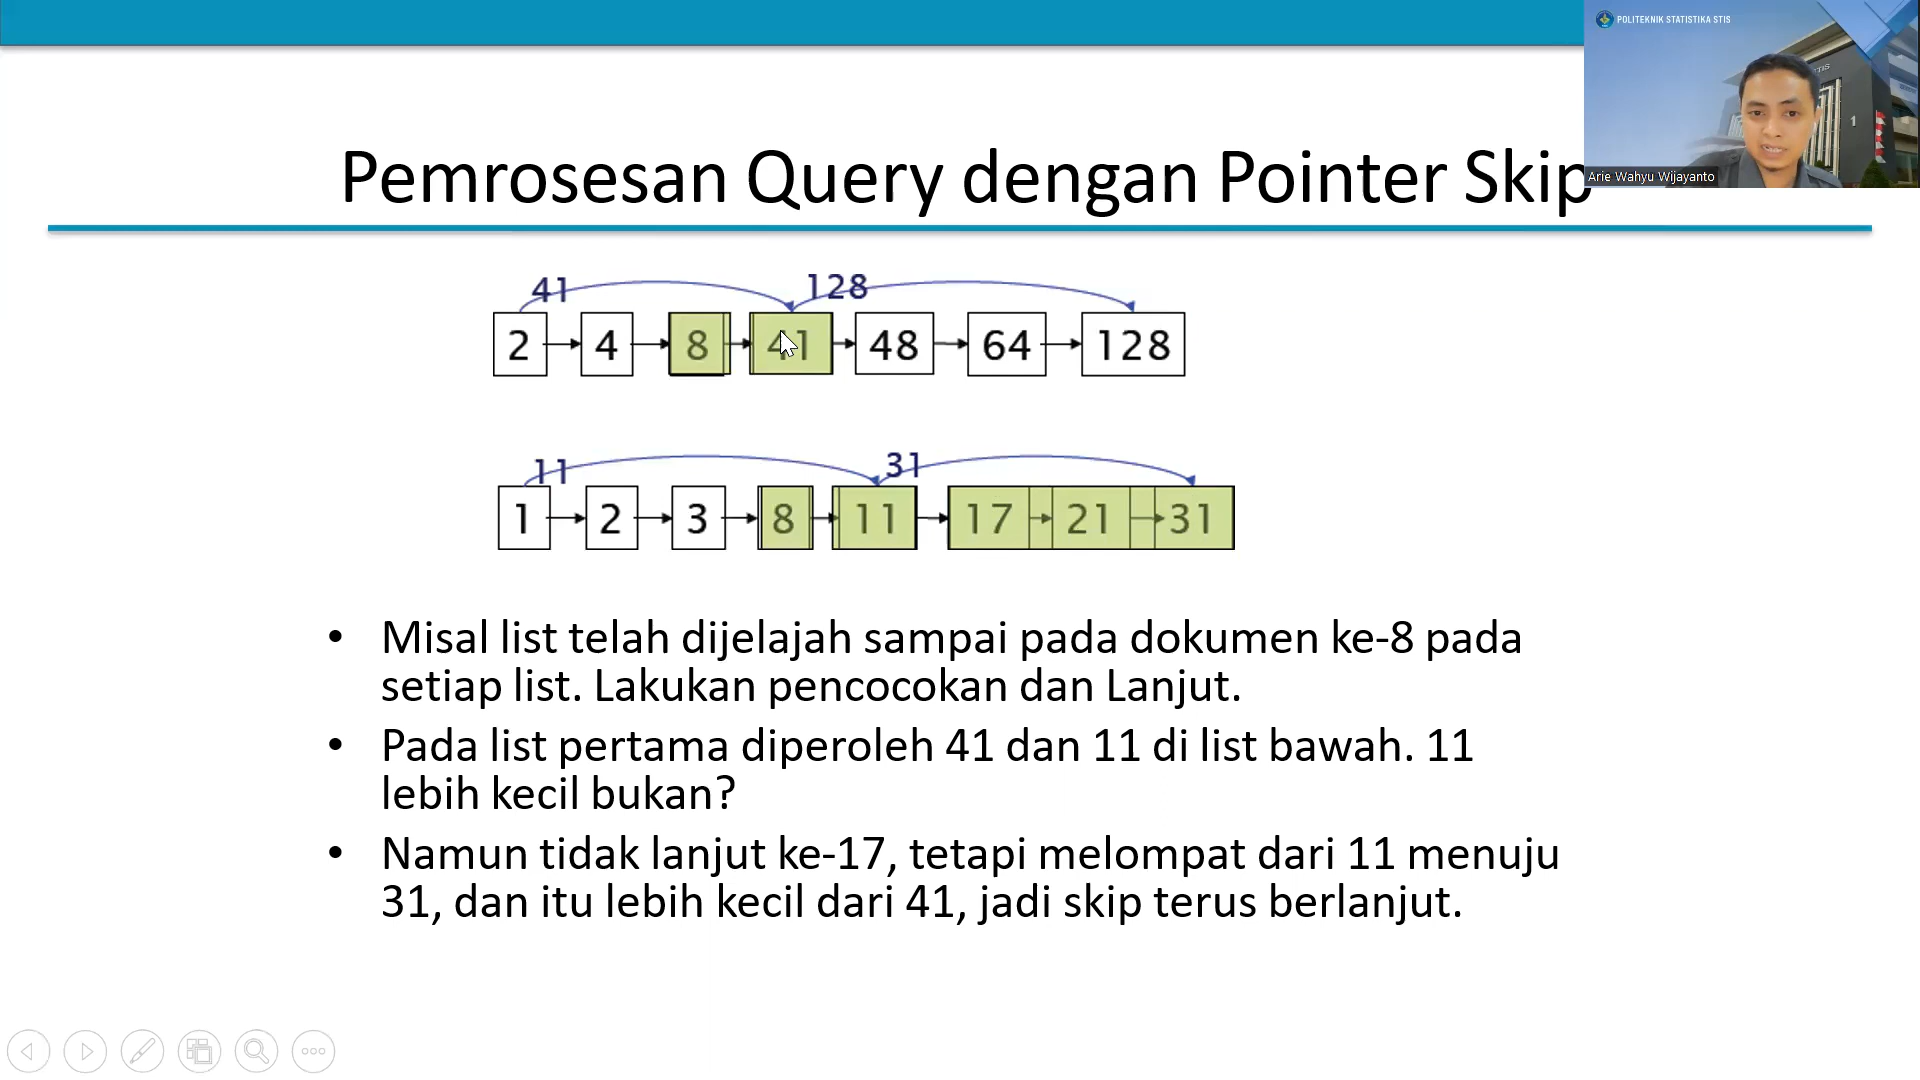 POLITEKNIK STATISTIKA STIS
Arie Wahyu Wijayanto
Pemrosesan Query dengan Pointer Skip
41 128
2 4 8 41 48 64 128
11 31
1 2 3 8 11 17 21 31
• Misal list telah dijelajah sampai pada dokumen ke-8 pada
setiap list. Lakukan pencocokan dan Lanjut.
• Pada list pertama diperoleh 41 dan 11 di list bawah. 11
lebih kecil bukan?
• Namun tidak lanjut ke-17, tetapi melompat dari 11 menuju
31, dan itu lebih kecil dari 41, jadi skip terus berlanjut.